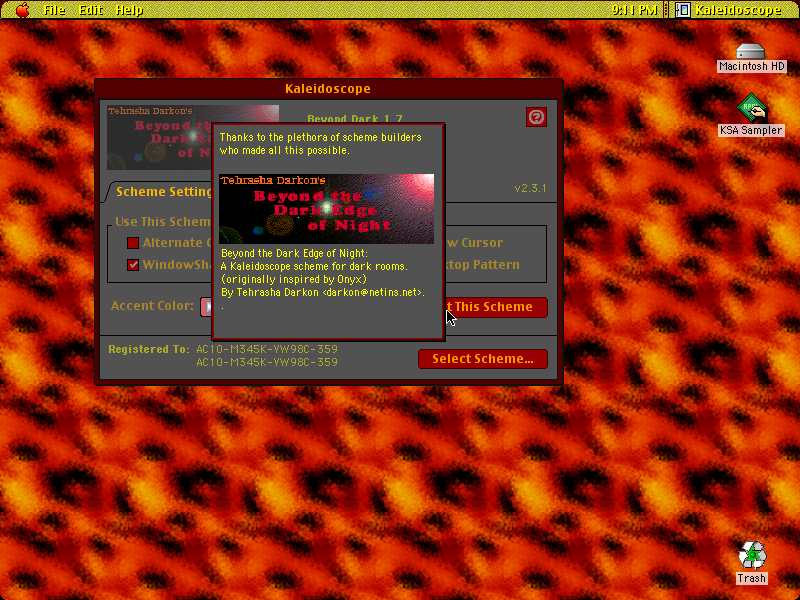 File Edit Help
9:11 PM
Kaleidoscope
Macintosh HD
KSA Sampler
Kaleidoscope
Tehrasha Darkon's
Beyond
Dark E
of N
Beyond Dark 1.7
v2.3.1
Thanks to the plethora of scheme builders
who made all this possible.
Tehrasha Darkon's
Beyond the
Dark Edge
of Night
Beyond the Dark Edge of Night:
A Kaleidoscope scheme for dark rooms.
(originally inspired by Onyx)
By Tehrasha Darkon <darkon@netins.net>.
.
Scheme Setting
Use This Schem
Alternate
WindowSh
w Cursor
ktop Pattern
Accent Color:
t This Scheme
Registered To: AC10-M345K-YW98C-359
AC10-M345K-YW98C-359
Select Scheme...
Trash